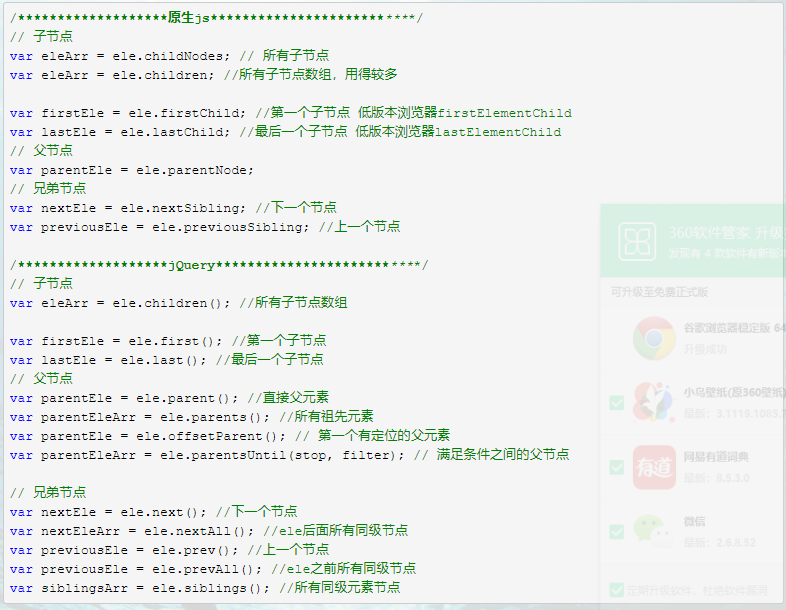 /*******************原生js**************************/
// 子节点
var eleArr = ele.childNodes; // 所有子节点
var eleArr = ele.children; //所有子节点数组，用得较多
var firstEle = ele.firstChild; //第一个子节点 低版本浏览器firstElementChild
var lastEle = ele.lastChild; //最后一个子节点 低版本浏览器lastElementChild
// 父节点
var parentEle = ele.parentNode;
// 兄弟节点
var nextEle = ele.nextSibling; //下一个节点
var previousEle = ele.previousSibling; //上一个节点
/*******************jQuery**************************/
// 子节点
var eleArr = ele.children(); //所有子节点数组
var firstEle = ele.first(); //第一个子节点
var lastEle = ele.last(); //最后一个子节点
// 父节点
var parentEle = ele.parent(); //直接父元素
var parentEleArr = ele.parents(); //所有祖先元素
var parentEle = ele.offsetParent(); // 第一个有定位的父元素
var parentEleArr = ele.parentsUntil(stop, filter); // 满足条件之间的父节点
// 兄弟节点
var nextEle = ele.next(); //下一个节点
var nextEleArr = ele.nextAll(); //ele后面所有同级节点
var previousEle = ele.prev(); //上一个节点
var previousEle = ele.prevAll(); //ele之前所有同级节点
var siblingsArr = ele.siblings(); //所有同级元素节点
360软件管家 升级
发现有 4 款软件有新版本
可升级至免费正式版
谷歌浏览器稳定版 64
升级成功
小鸟壁纸(原360壁纸)
最新：3.1119.1055.
有道
网易有道词典
最新：8.5.3.0
微信
最新：2.6.8.52
定期升级软件，杜绝软件漏洞